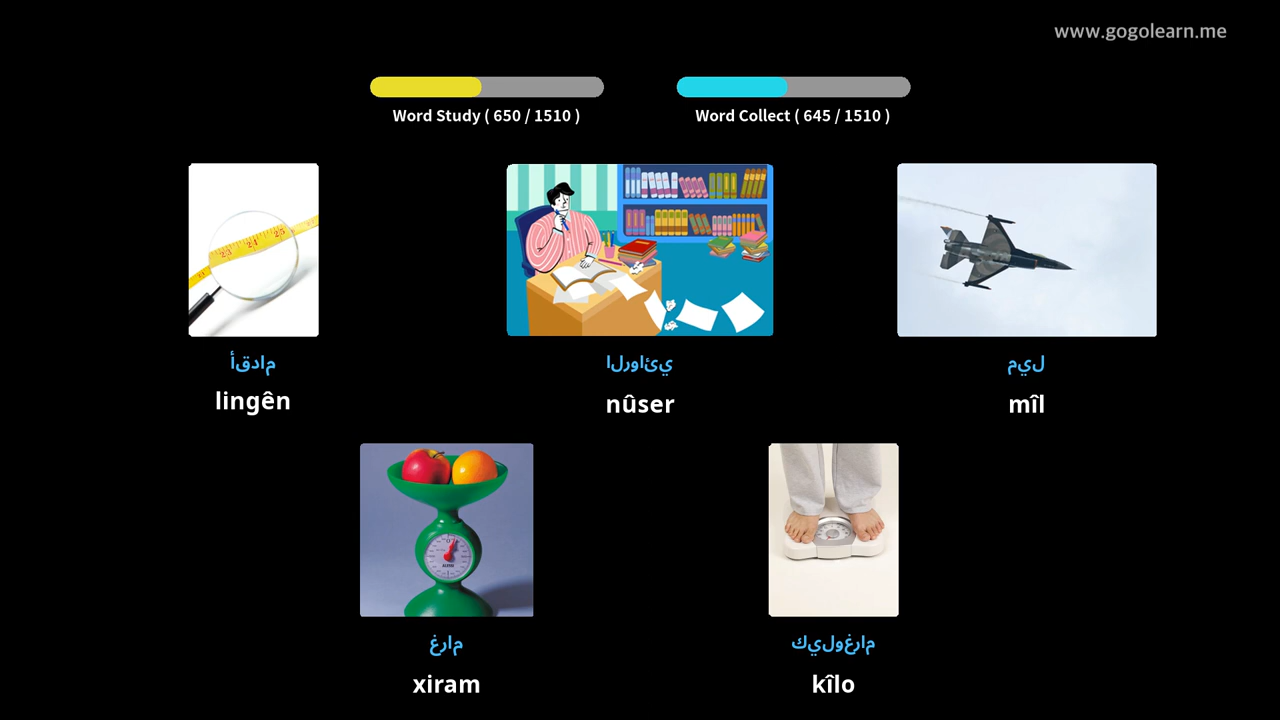 www.gogolearn.me
Word Study ( 650 / 1510 )
Word Collect ( 645 / 1510 )
أقدام
lingên
الروائي
nûser
ميل
mîl
غرام
xiram
كيلوغرام
kîlo